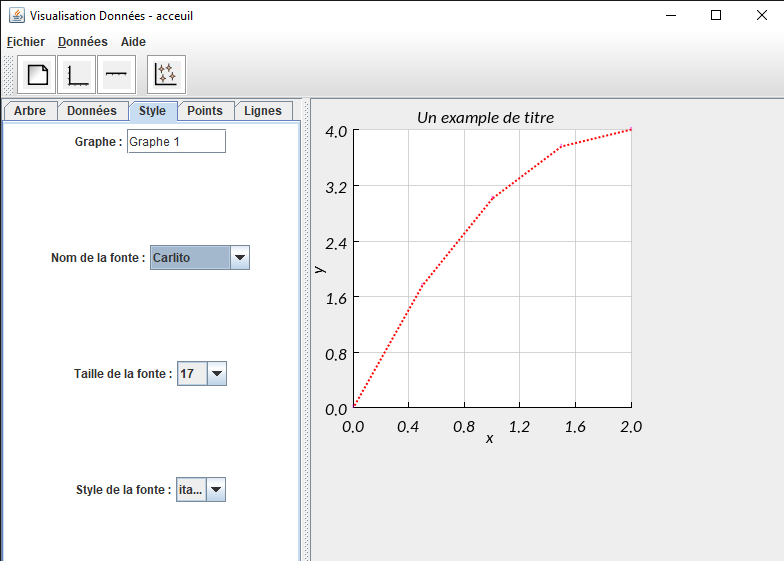 Visualisation Données - acceuil
Fichier Données Aide
Arbre Données Style Points Lignes
Graphe : Graphe 1
Nom de la fonte : Carlito
Taille de la fonte : 17
Style de la fonte : ita...
Un example de titre
4.0
3.2
2.4
y
1.6
0.8
0.0
0.0 0.4 0.8 1.2 1.6 2.0
x